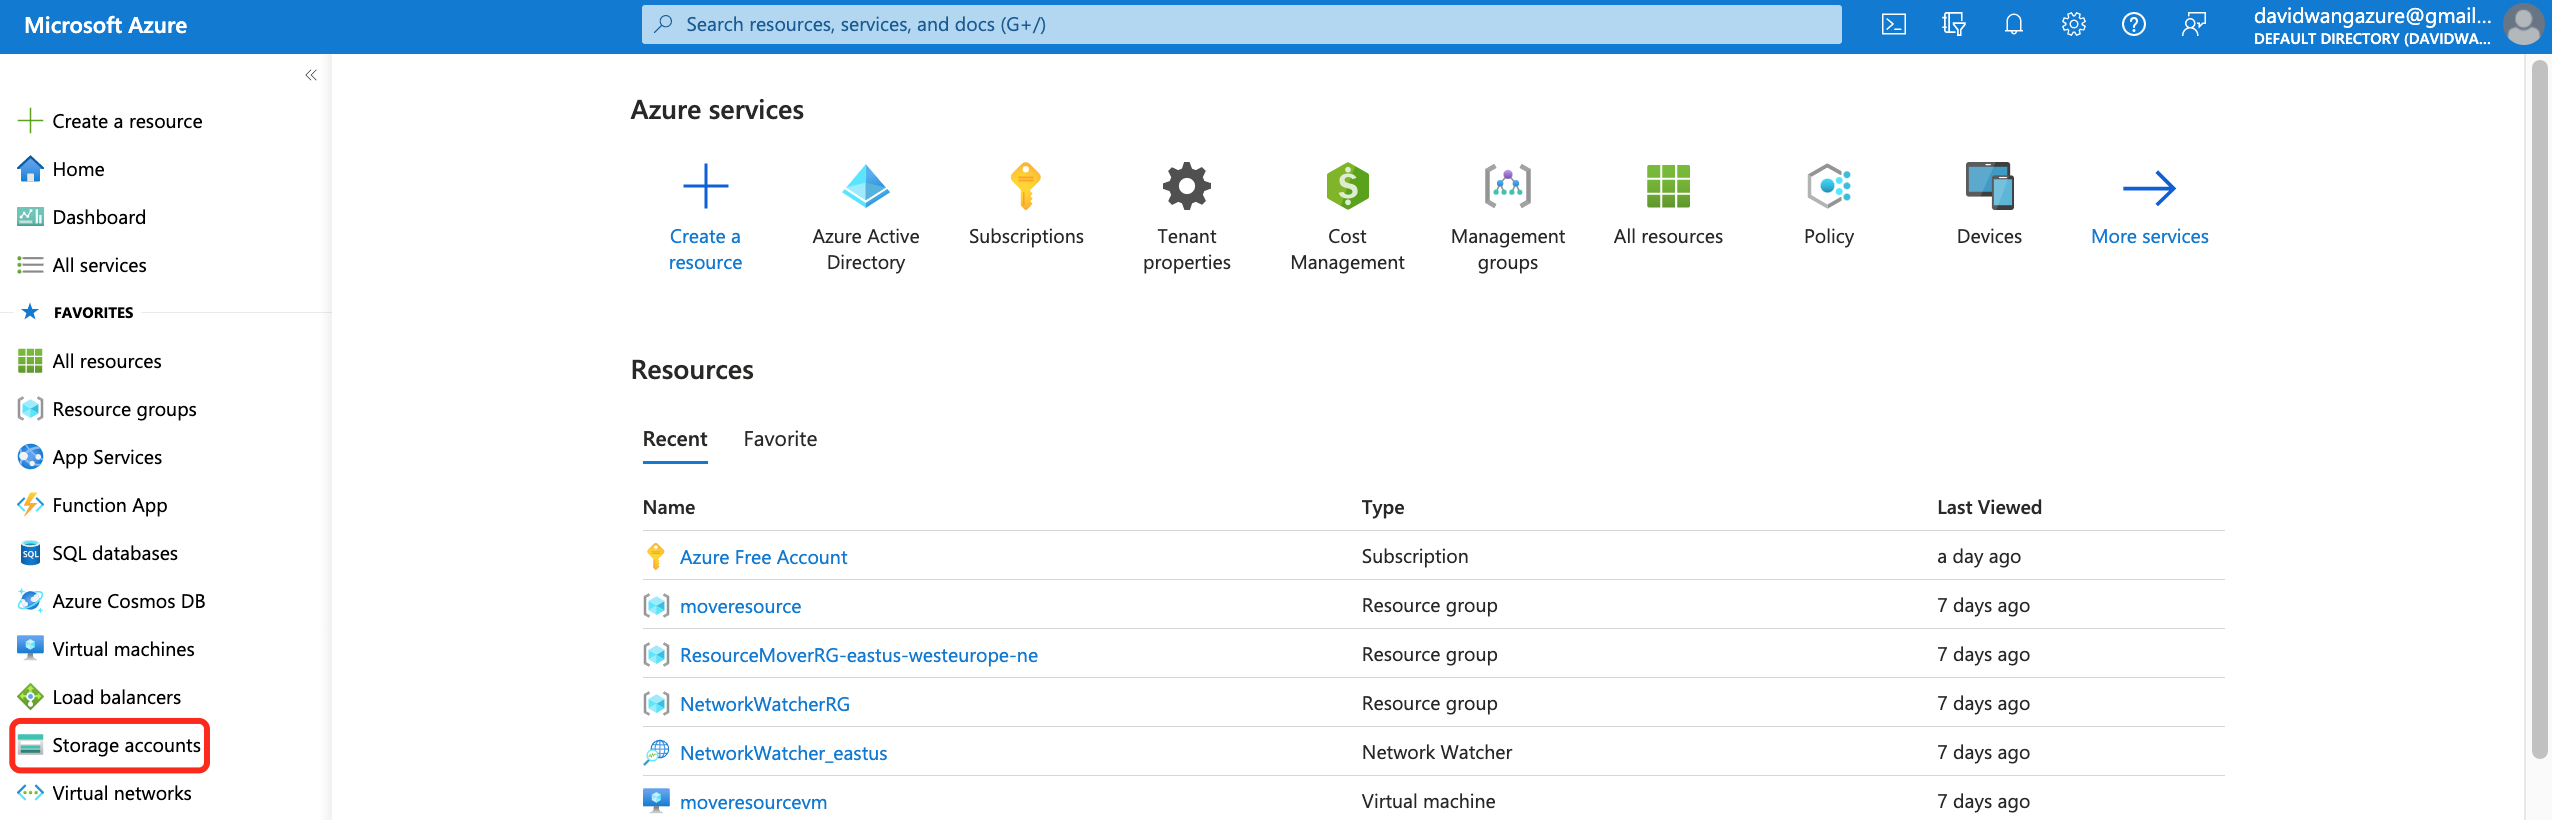 Microsoft Azure
Search resources, services, and docs (G+/)
davidwangazure@gmail...
DEFAULT DIRECTORY (DAVIDWA...
Create a resource
Home
Dashboard
All services
FAVORITES
All resources
Resource groups
App Services
Function App
SQL databases
Azure Cosmos DB
Virtual machines
Load balancers
Storage accounts
Virtual networks
Azure services
Create a
resource
Azure Active
Directory
Subscriptions
Tenant
properties
Cost
Management
Management
groups
All resources
Policy
Devices
More services
Resources
Recent Favorite
Name Type Last Viewed
Azure Free Account Subscription a day ago
moveresource Resource group 7 days ago
ResourceMoverRG-eastus-westeurope-ne Resource group 7 days ago
NetworkWatcherRG Resource group 7 days ago
NetworkWatcher_eastus Network Watcher 7 days ago
moveresourcevm Virtual machine 7 days ago